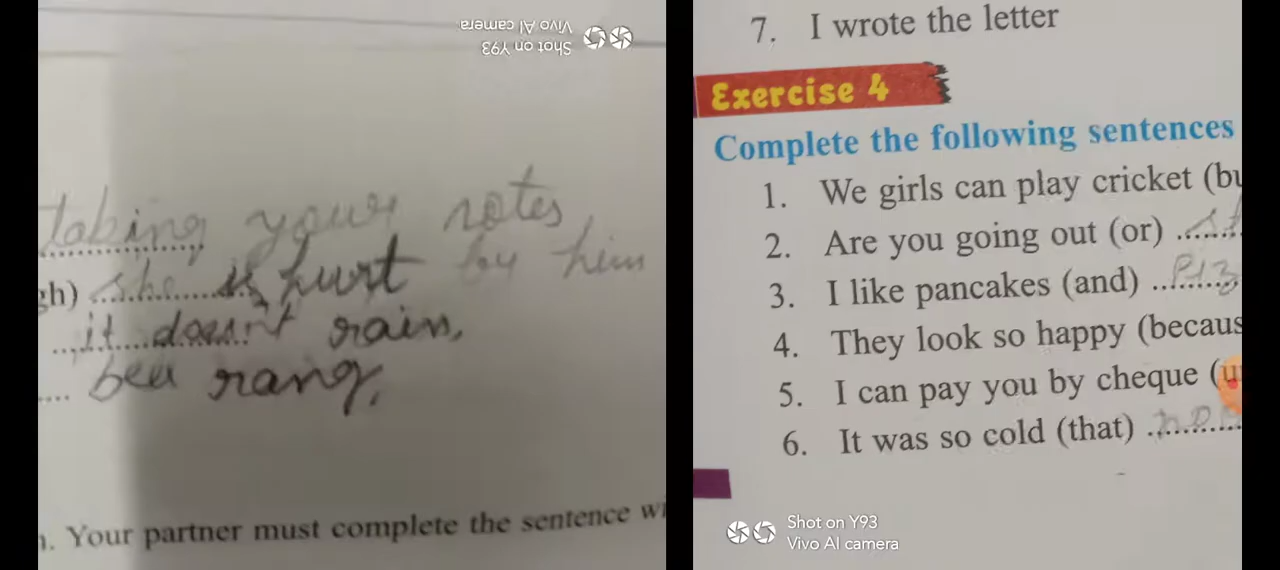 Shot on Y93
Vivo AI camera
taking your notes
gh) she is hurt by him
it doesn't rain,
bell rang,
n. Your partner must complete the sentence wi
7. I wrote the letter
Exercise 4
Complete the following sentences
1. We girls can play cricket (bu
2. Are you going out (or)
3. I like pancakes (and)
4. They look so happy (becaus
5. I can pay you by cheque (u
6. It was so cold (that)
Shot on Y93
Vivo AI camera